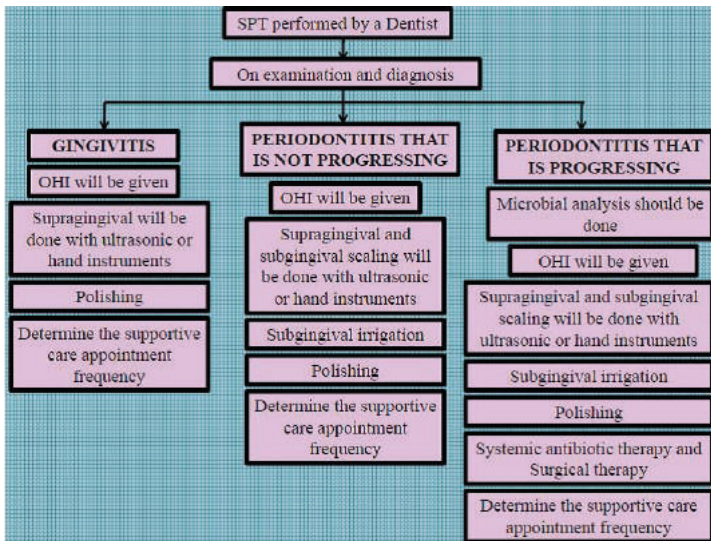 SPT performed by a Dentist
On examination and diagnosis
GINGIVITIS
OHI will be given
Supragingival will be
done with ultrasonic or
hand instruments
Polishing
Determine the supportive
care appointment
frequency
PERIODONTITIS THAT
IS NOT PROGRESSING
OHI will be given
Supragingival and
subgingival scaling will
be done with ultrasonic
or hand instruments
Subgingival irrigation
Polishing
Determine the supportive
care appointment
frequency
PERIODONTITIS THAT
IS PROGRESSING
Microbial analysis should be
done
OHI will be given
Supragingival and subgingival
scaling will be done with
ultrasonic or hand instruments
Subgingival irrigation
Polishing
Systemic antibiotic therapy and
Surgical therapy
Determine the supportive care
appointment frequency